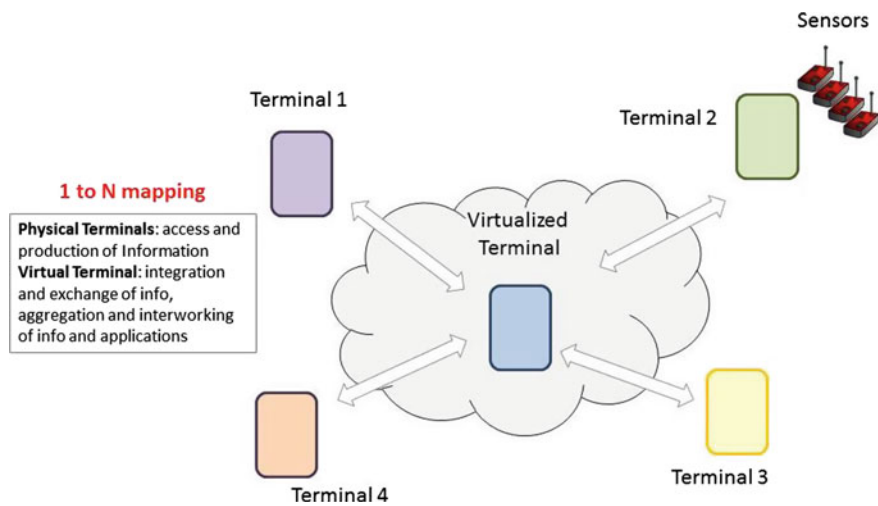 Sensors
Terminal 1
Terminal 2
1 to N mapping
Physical Terminals: access and
production of Information
Virtual Terminal: integration
and exchange of info,
aggregation and interworking
of info and applications
Virtualized
Terminal
Terminal 3
Terminal 4